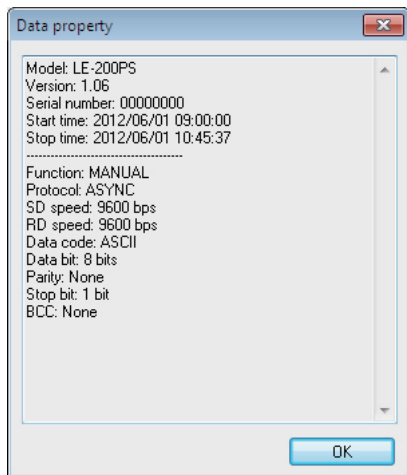 Data property
Model: LE-200PS
Version: 1.06
Serial number: 00000000
Start time: 2012/06/01 09:00:00
Stop time: 2012/06/01 10:45:37
---------------------------------------
Function: MANUAL
Protocol: ASYNC
SD speed: 9600 bps
RD speed: 9600 bps
Data code: ASCII
Data bit: 8 bits
Parity: None
Stop bit: 1 bit
BCC: None
OK